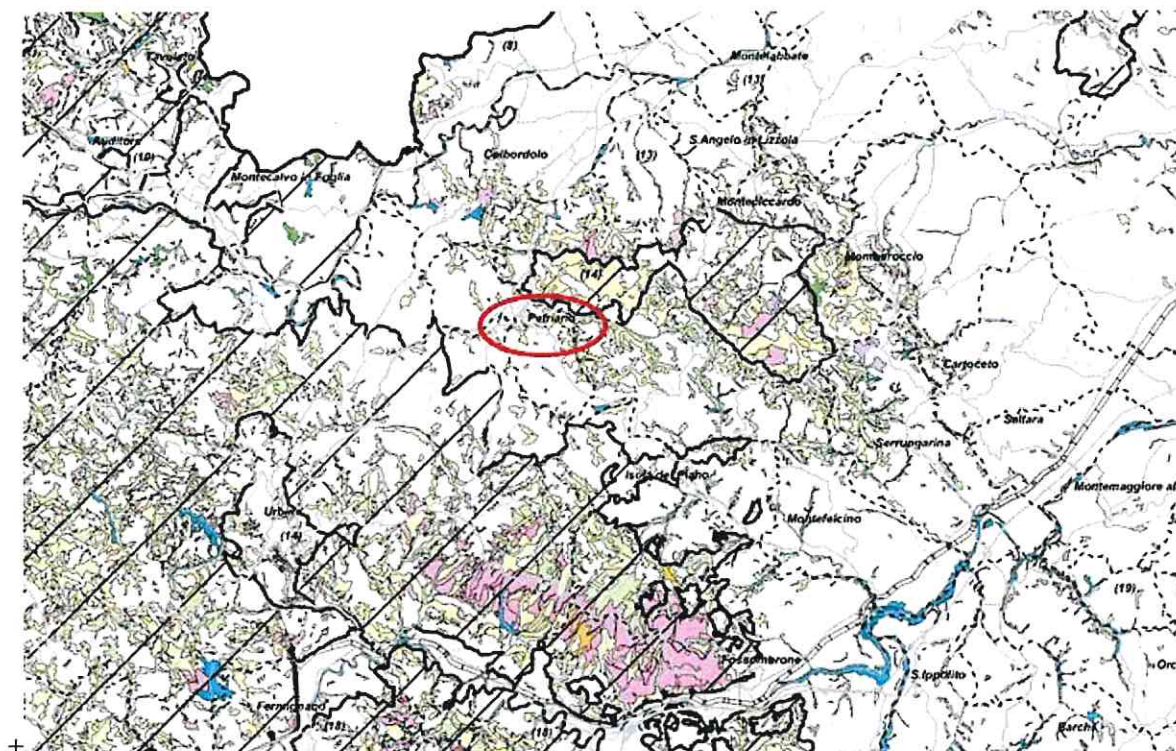 (8)
Tavoleto
Montelabbate
(13)
Auditore
(10)
Colbordolo
(13)
S.Angelo in Lizzola
Montecalvo in Foglia
Monteciccardo
Mombaroccio
(14)
Petriano
Cartoceto
Saltara
Serrungarina
Isola del Piano
Montemaggiore al
Urbino
(14)
Montefelcino
(19)
Fossombrone
S.Ippolito
Fermignano
(18)
(18)
Barchi